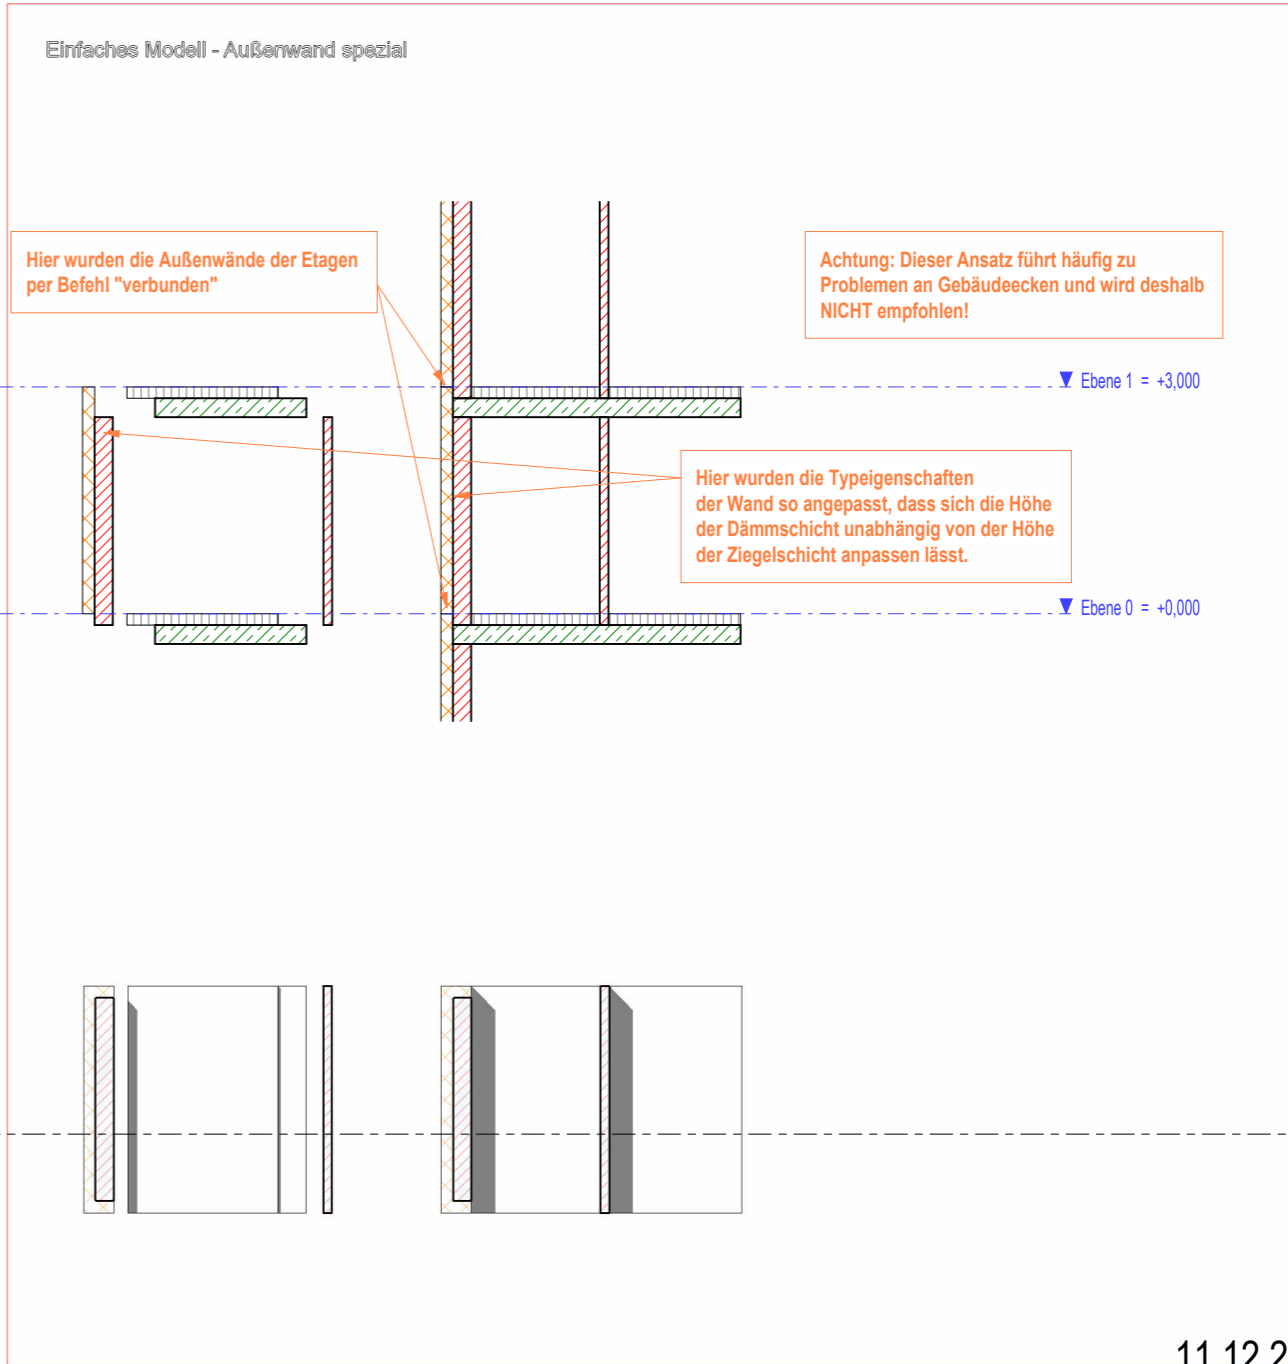 Einfaches Modell - Außenwand spezial
Hier wurden die Außenwände der Etagen
per Befehl "verbunden"
Achtung: Dieser Ansatz führt häufig zu
Problemen an Gebäudeecken und wird deshalb
NICHT empfohlen!
Ebene 1 = +3,000
Hier wurden die Typeigenschaften
der Wand so angepasst, dass sich die Höhe
der Dämmschicht unabhängig von der Höhe
der Ziegelschicht anpassen lässt.
Ebene 0 = +0,000
11.12.2